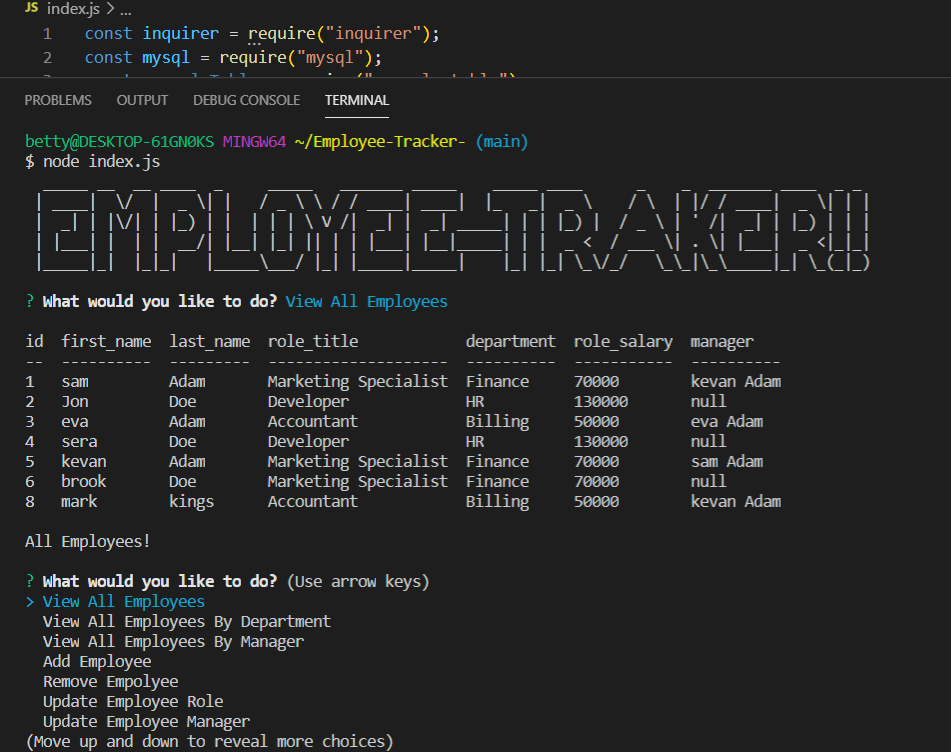 JS index.js > ...
1 const inquirer = require("inquirer");
2 const mysql = require("mysql");
PROBLEMS OUTPUT DEBUG CONSOLE TERMINAL
betty@DESKTOP-61GN0KS MINGW64 ~/Employee-Tracker- (main)
$ node index.js
EMPLOYEE-TRAKER!
? What would you like to do? View All Employees
id first_name last_name role_title department role_salary manager
-- ---------- --------- -------------------- ---------- ----------- ----------
1 sam Adam Marketing Specialist Finance 70000 kevan Adam
2 Jon Doe Developer HR 130000 null
3 eva Adam Accountant Billing 50000 eva Adam
4 sera Doe Developer HR 130000 null
5 kevan Adam Marketing Specialist Finance 70000 sam Adam
6 brook Doe Marketing Specialist Finance 70000 null
8 mark kings Accountant Billing 50000 kevan Adam
All Employees!
? What would you like to do? (Use arrow keys)
> View All Employees
View All Employees By Department
View All Employees By Manager
Add Employee
Remove Empolyee
Update Employee Role
Update Employee Manager
(Move up and down to reveal more choices)